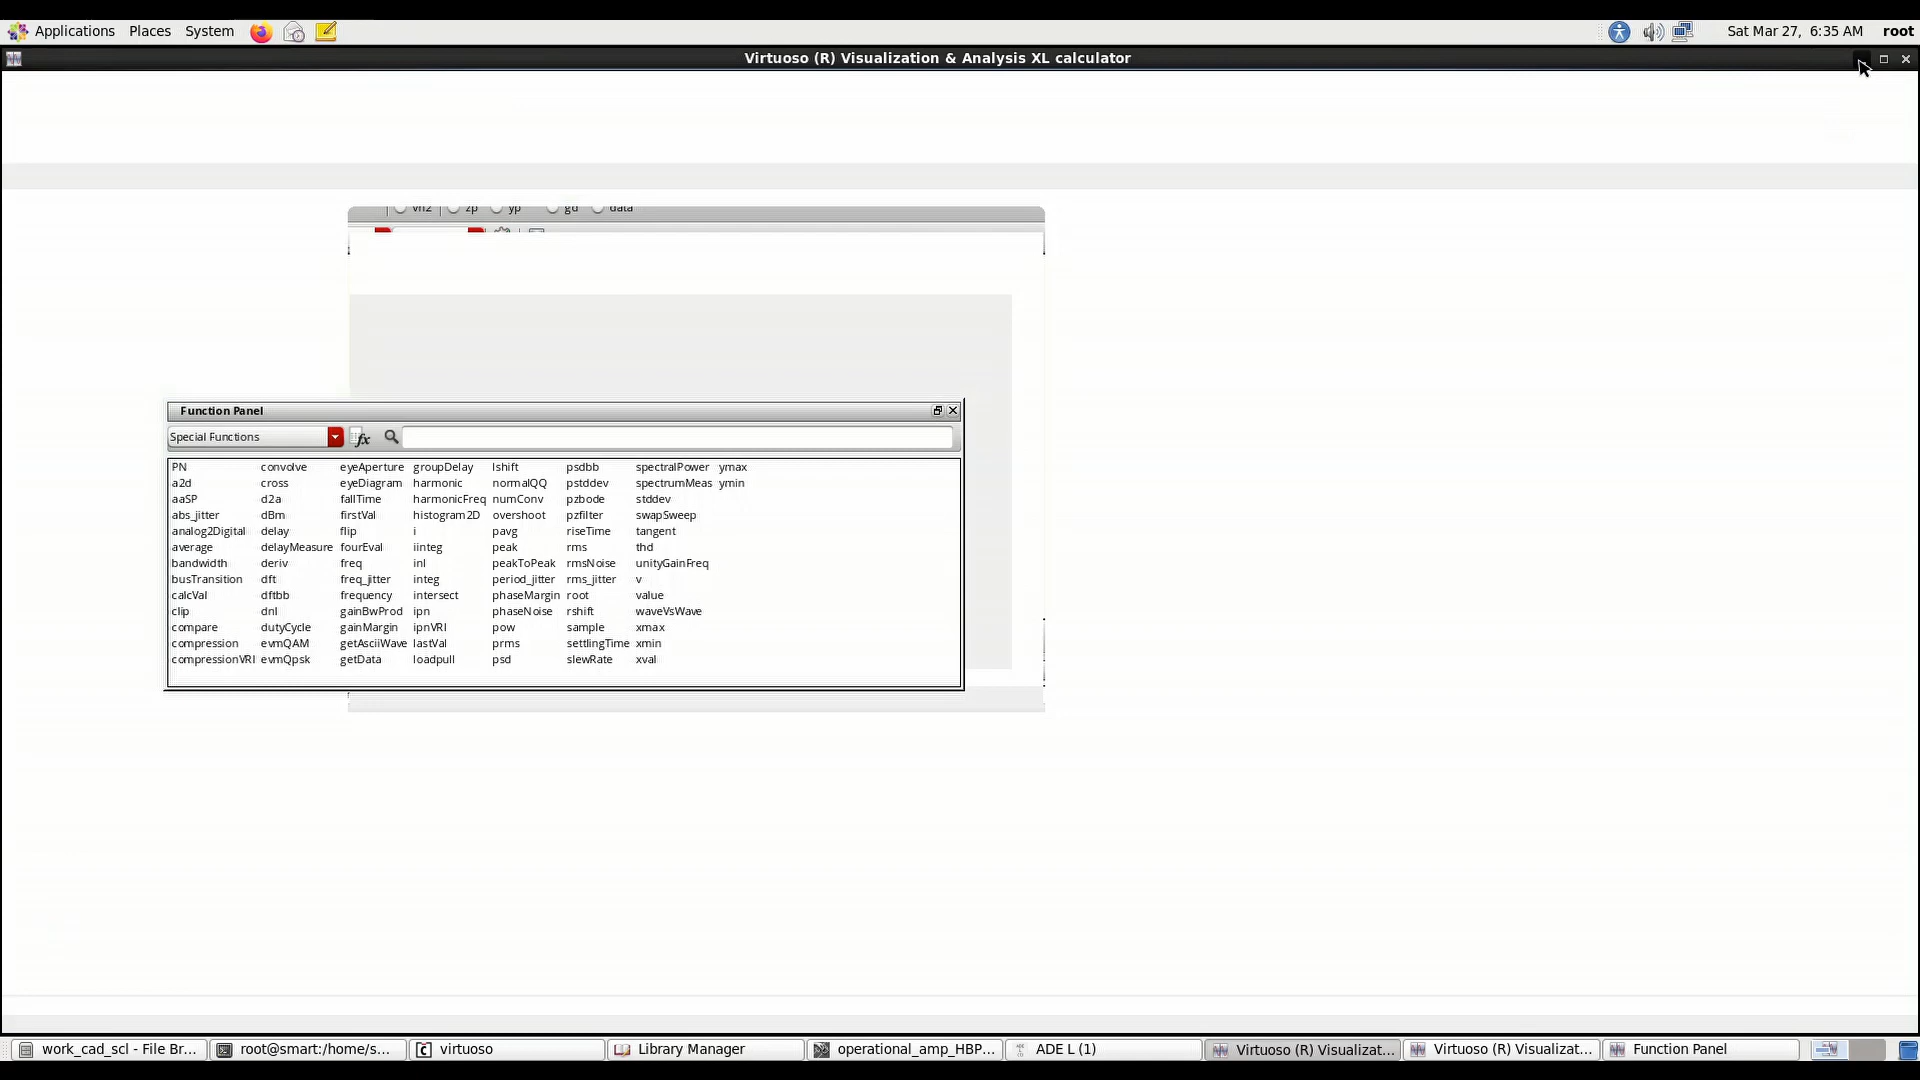 Applications Places System Sat Mar 27, 6:35 AM root
Virtuoso (R) Visualization & Analysis XL calculator
vn2 zp yp gd data
Function Panel
Special Functions fx
PN convolve eyeAperture groupDelay lshift psdbb spectralPower ymax
a2d cross eyeDiagram harmonic normalQQ pstddev spectrumMeas ymin
aaSP d2a fallTime harmonicFreq numConv pzbode stddev
abs_jitter dBm firstVal histogram2D overshoot pzfilter swapSweep
analog2Digital delay flip i pavg riseTime tangent
average delayMeasure fourEval iinteg peak rms thd
bandwidth deriv freq inl peakToPeak rmsNoise unityGainFreq
busTransition dft freq_jitter integ period_jitter rms_jitter v
calcVal dftbb frequency intersect phaseMargin root value
clip dnl gainBwProd ipn phaseNoise rshift waveVsWave
compare dutyCycle gainMargin ipnVRI pow sample xmax
compression evmQAM getAsciiWave lastVal prms settlingTime xmin
compressionVRI evmQpsk getData loadpull psd slewRate xval
work_cad_scl - File Br... root@smart:/home/s... virtuoso Library Manager operational_amp_HBP... ADE L (1) Virtuoso (R) Visualizat... Virtuoso (R) Visualizat... Function Panel